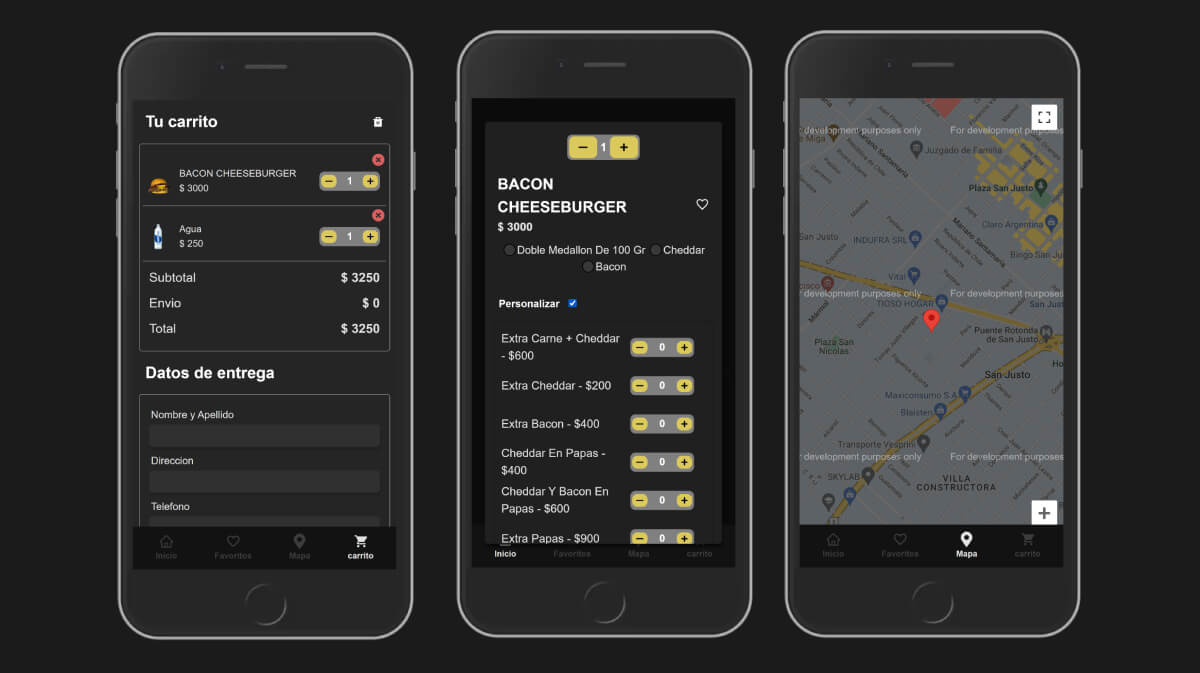 Tu carrito
BACON CHEESEBURGER
$ 3000
1
Agua
$ 250
1
Subtotal
$ 3250
Envio
$ 0
Total
$ 3250
Datos de entrega
Nombre y Apellido
Direccion
Telefono
Inicio
Favoritos
Mapa
carrito
1
BACON
CHEESEBURGER
$ 3000
Doble Medallon De 100 Gr
Cheddar
Bacon
Personalizar
Extra Carne + Cheddar
- $600
0
Extra Cheddar - $200
0
Extra Bacon - $400
0
Cheddar En Papas -
$400
0
Cheddar Y Bacon En
Papas - $600
0
Extra Papas - $900
0
Inicio
Favoritos
Mapa
carrito
development purposes only
For development purposes
Juzgado de Familia
Mariano Santamaria
Plaza San Justo
Claro Argentina
San Justo
INDUFRA SRL
Bingo San
Vital
development purposes only
For development purposes
TIOSO HOGAR
San Just
Plaza San
Nicolas
Puente Rotonda
de San Justo
San Justo
Maxiconsumo S.A
Blaisten
Transporte Vesprini
development purposes only
For development purposes
SKYLAB
VILLA
CONSTRUCTORA
Inicio
Favoritos
Mapa
carrito